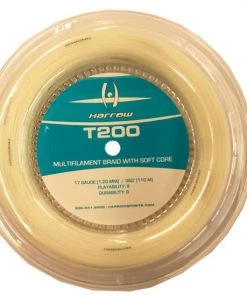 HARROW
T200
MULTIFILAMENT BRAID WITH SOFT CORE
17 GAUGE (1.20 MM) / 360' (110 M)
PLAYABILITY: 9
DURABILITY: 8